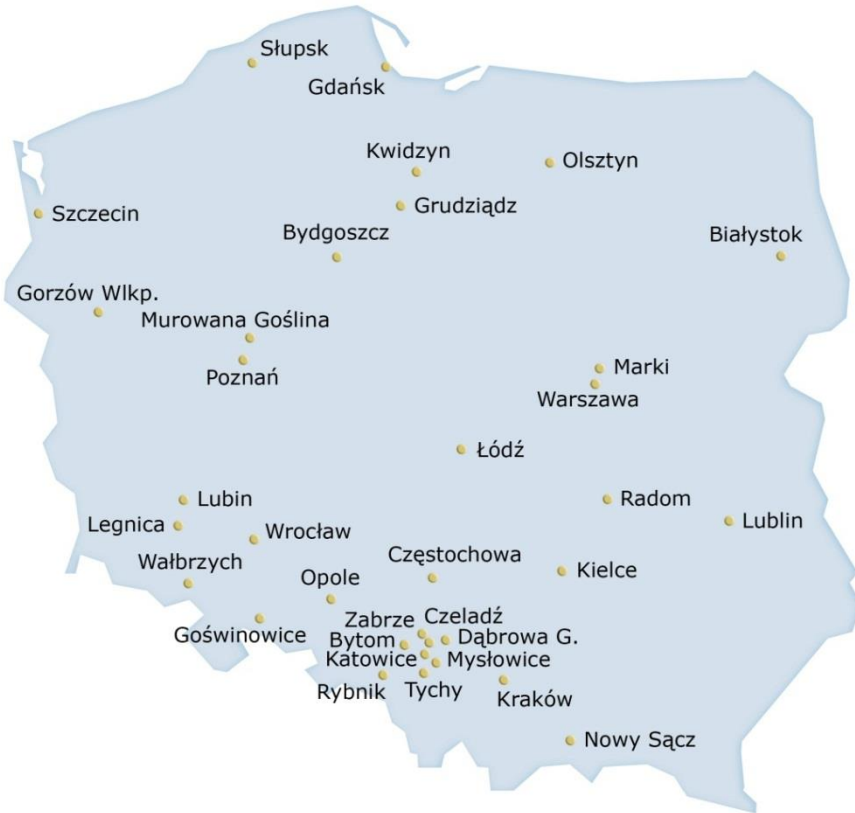 Słupsk
Gdańsk
Kwidzyn
Olsztyn
Szczecin
Grudziądz
Bydgoszcz
Białystok
Gorzów Wlkp.
Murowana Goślina
Poznań
Marki
Warszawa
Łódź
Lubin
Radom
Legnica
Wrocław
Lublin
Wałbrzych
Częstochowa
Kielce
Opole
Zabrze
Czeladź
Goświnowice
Bytom
Dąbrowa G.
Katowice
Mysłowice
Rybnik
Tychy
Kraków
Nowy Sącz